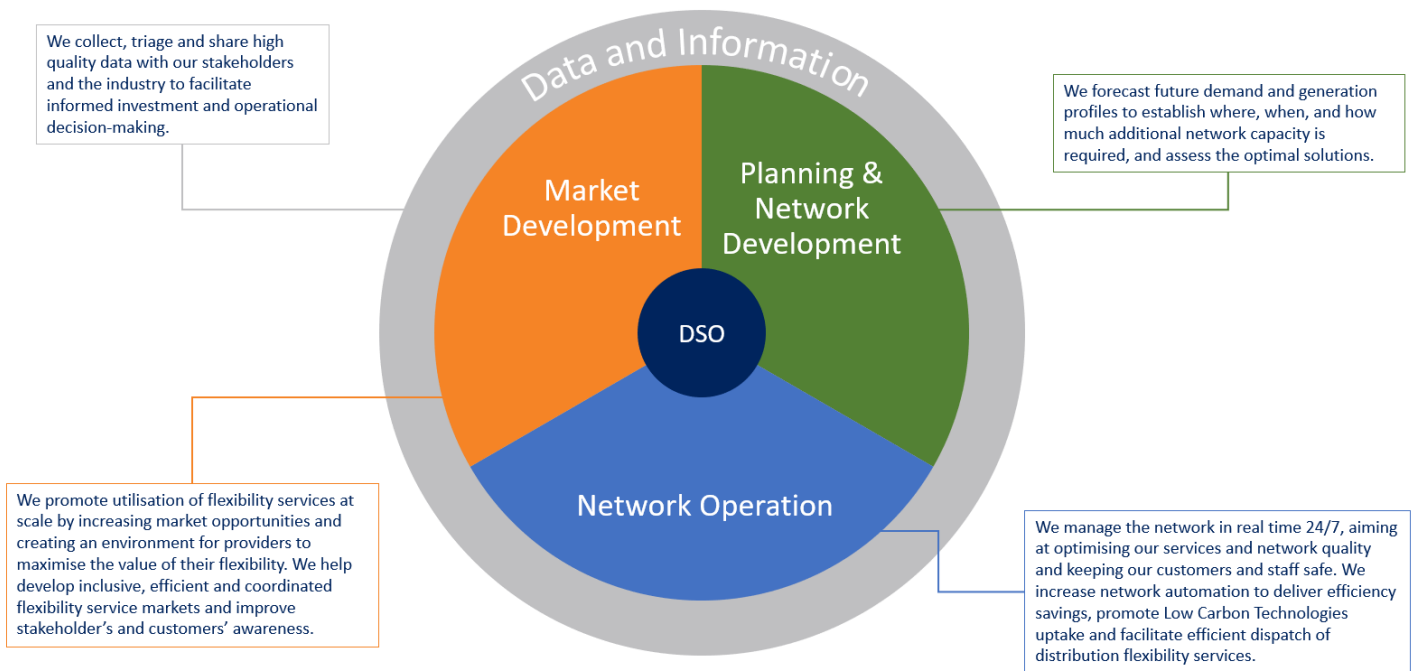 Data and Information
We collect, triage and share high
quality data with our stakeholders
and the industry to facilitate
informed investment and operational
decision-making.
We forecast future demand and generation
profiles to establish where, when, and how
much additional network capacity is
required, and assess the optimal solutions.
Market
Development
Planning &
Network
Development
DSO
Network Operation
We promote utilisation of flexibility services at
scale by increasing market opportunities and
creating an environment for providers to
maximise the value of their flexibility. We help
develop inclusive, efficient and coordinated
flexibility service markets and improve
stakeholder’s and customers’ awareness.
We manage the network in real time 24/7, aiming
at optimising our services and network quality
and keeping our customers and staff safe. We
increase network automation to deliver efficiency
savings, promote Low Carbon Technologies
uptake and facilitate efficient dispatch of
distribution flexibility services.